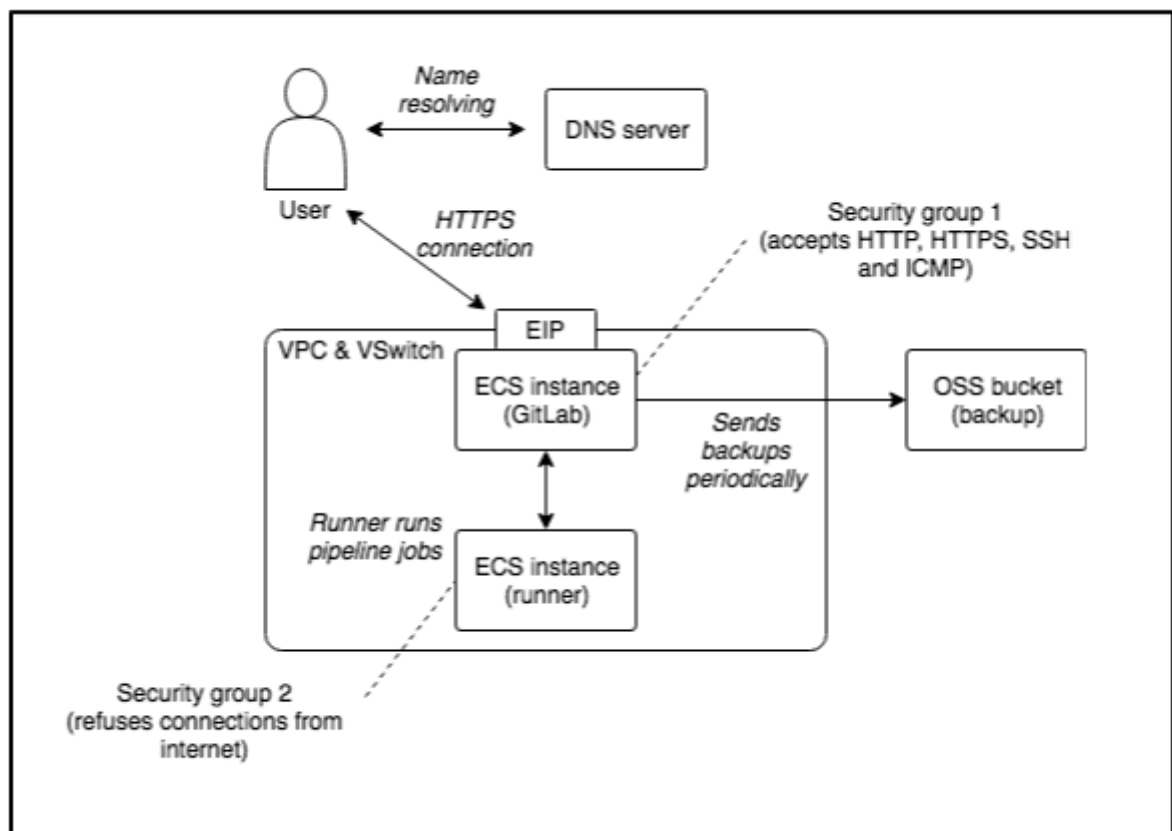 Name
resolving
DNS server
User
HTTPS
connection
Security group 1
(accepts HTTP, HTTPS, SSH
and ICMP)
EIP
VPC & VSwitch
ECS instance
(GitLab)
OSS bucket
(backup)
Sends
backups
periodically
Runner runs
pipeline jobs
ECS instance
(runner)
Security group 2
(refuses connections from
internet)